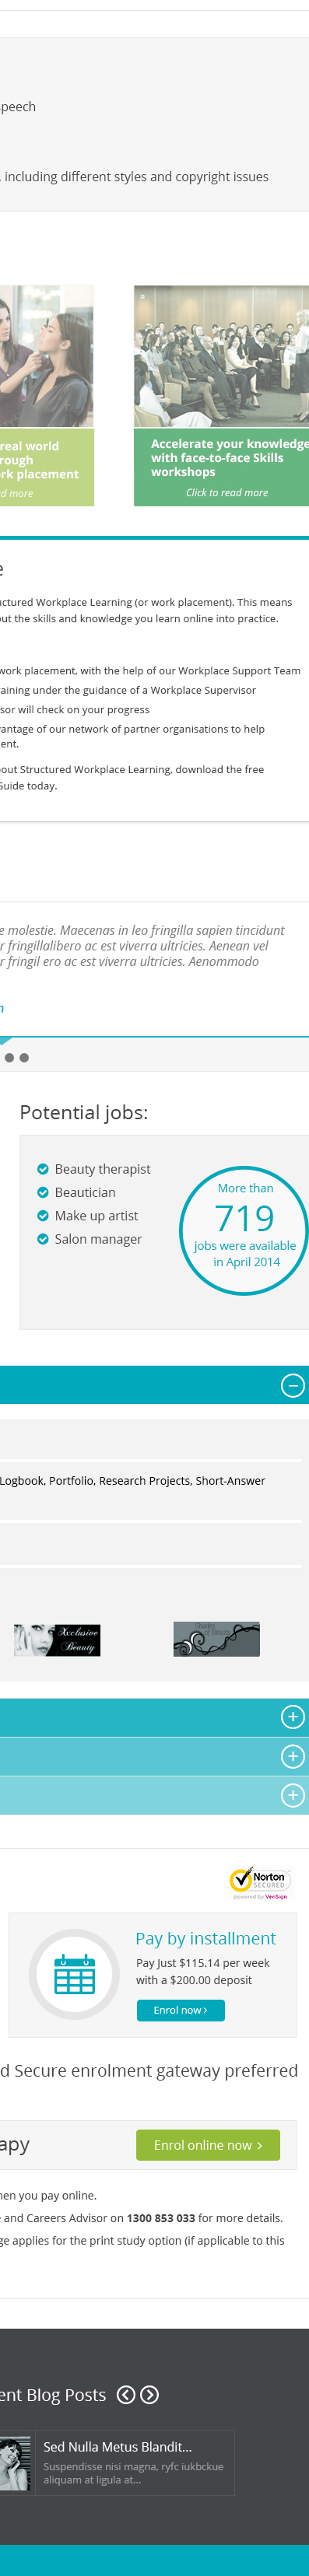 speech
, including different styles and copyright issues
real world
hrough
rk placement
d more
Accelerate your knowledge
with face-to-face Skills
workshops
Click to read more
e
uctured Workplace Learning (or work placement). This means
out the skills and knowledge you learn online into practice.
work placement, with the help of our Workplace Support Team
raining under the guidance of a Workplace Supervisor
sor will check on your progress
vantage of our network of partner organisations to help
ent.
bout Structured Workplace Learning, download the free
Guide today.
e molestie. Maecenas in leo fringilla sapien tincidunt
r fringillalibero ac est viverra ultricies. Aenean vel
r fringil ero ac est viverra ultricies. Aenommodo
n
Potential jobs:
Beauty therapist
Beautician
Make up artist
Salon manager
More than
719
jobs were available
in April 2014
Logbook, Portfolio, Research Projects, Short-Answer
Xxclusive
Beauty
Norton
SECURED
powered by VeriSign
Pay by installment
Pay Just $115.14 per week
with a $200.00 deposit
Enrol now
d Secure enrolment gateway preferred
apy
Enrol online now
hen you pay online.
e and Careers Advisor on 1300 853 033 for more details.
ge applies for the print study option (if applicable to this
ent Blog Posts
Sed Nulla Metus Blandit...
Suspendisse nisi magna, ryfc iukbckue
aliquam at ligula at...